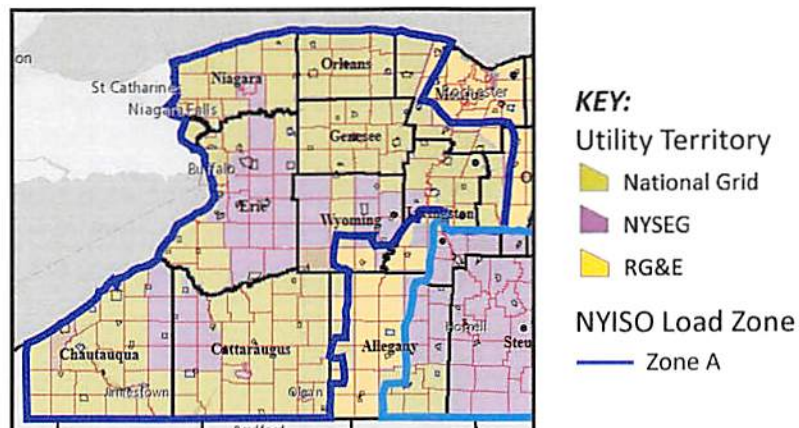 on
St Catharines
Niagara
Orleans
Rochester
Niagara Falls
Genesee
Buffalo
Erie
Wyoming
Livingston
O
Chautauqua
Cattaraugus
Allegany
Hornell
Steu
Jamestown
Olean
KEY:
Utility Territory
National Grid
NYSEG
RG&E
NYISO Load Zone
Zone A